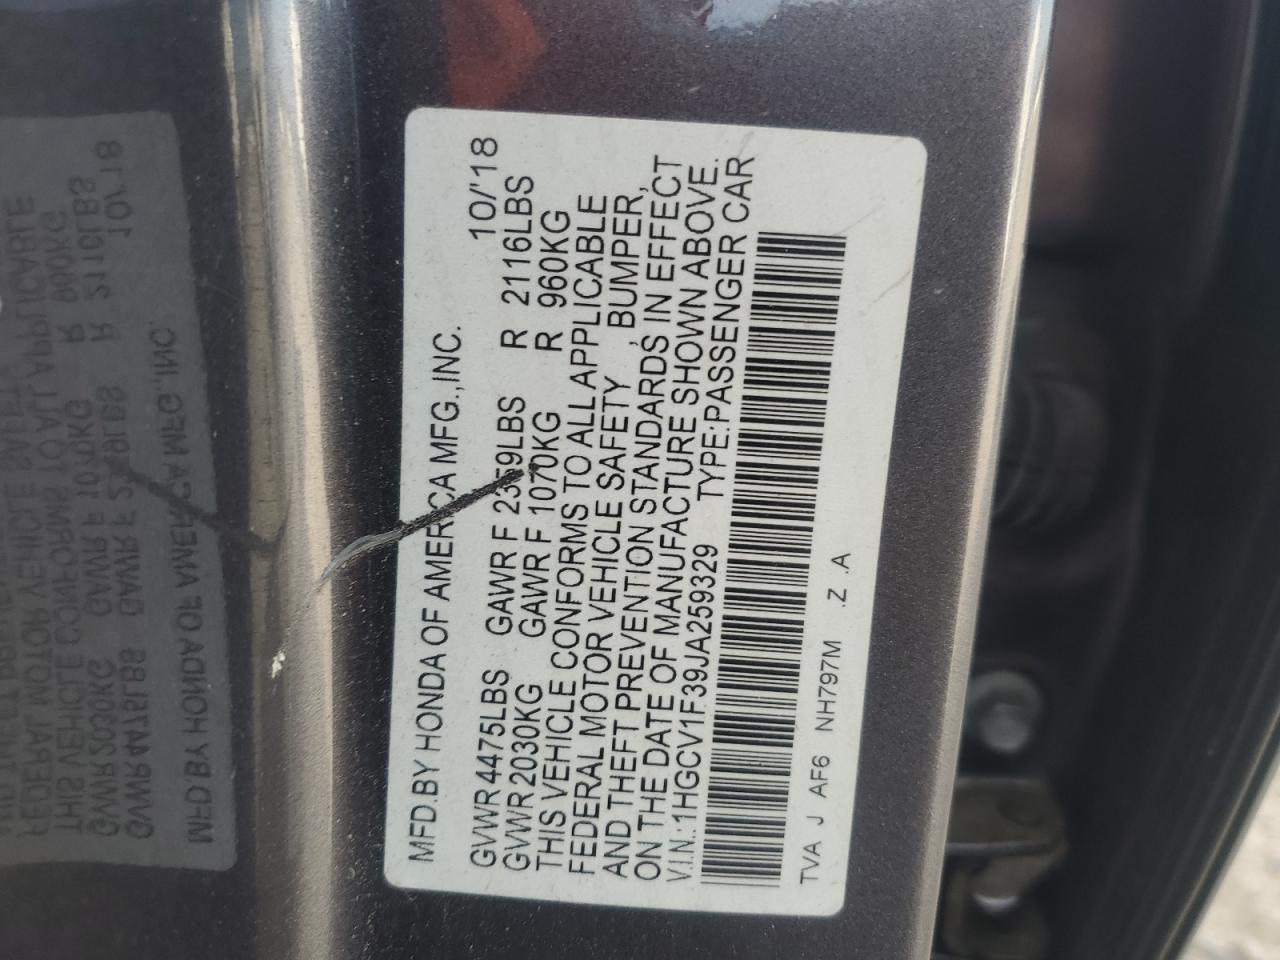 MFD.BY HONDA OF AMERICA MFG.,INC. 10/'18
GVWR 4475LBS GAWR F 2359LBS R 2116LBS
GVWR 2030KG GAWR F 1070KG R 960KG
THIS VEHICLE CONFORMS TO ALL APPLICABLE
FEDERAL MOTOR VEHICLE SAFETY , BUMPER,
AND THEFT PREVENTION STANDARDS IN EFFECT
ON THE DATE OF MANUFACTURE SHOWN ABOVE.
V.I.N.:1HGCV1F39JA259329 TYPE:PASSENGER CAR
TVA J AF6 NH797M .Z .A